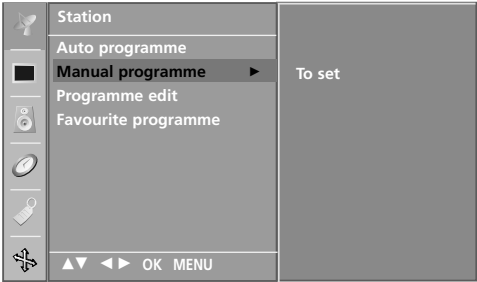 Station
Auto programme
Manual programme ►
To set
Programme edit
Favourite programme
▲▼ ◄► OK MENU